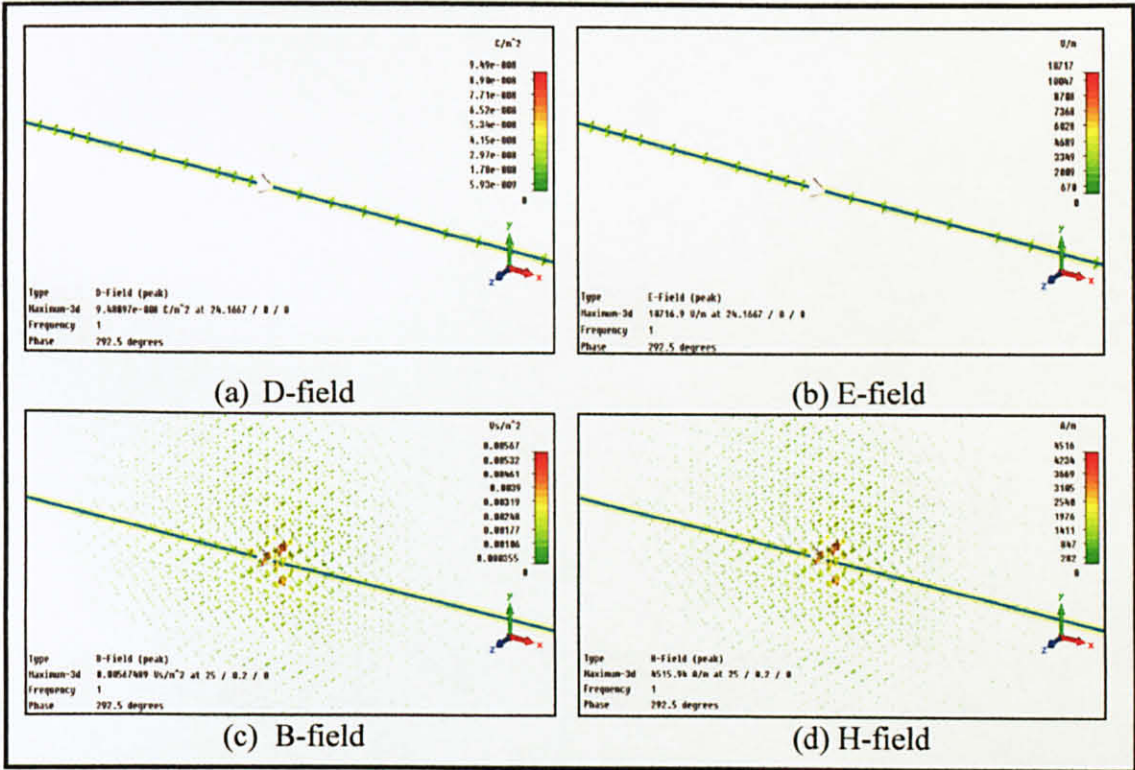 C/m^2
9.49e-008
8.90e-008
7.71e-008
6.52e-008
5.34e-008
4.15e-008
2.97e-008
1.78e-008
5.93e-009
0
y
z
x
Type D-Field (peak)
Maximum-3d 9.48897e-008 C/m^2 at 24.1667 / 0 / 0
Frequency 1
Phase 292.5 degrees
(a) D-field
V/m
10717
10047
8708
7368
6028
4689
3349
2009
670
0
y
z
x
Type E-Field (peak)
Maximum-3d 10716.9 V/m at 24.1667 / 0 / 0
Frequency 1
Phase 292.5 degrees
(b) E-field
Vs/m^2
0.00567
0.00532
0.00461
0.0039
0.00319
0.00248
0.00177
0.00106
0.000355
0
y
z
x
Type B-Field (peak)
Maximum-3d 0.00567489 Vs/m^2 at 25 / 0.2 / 0
Frequency 1
Phase 292.5 degrees
(c) B-field
A/m
4516
4234
3669
3105
2540
1976
1411
847
282
0
y
z
x
Type H-Field (peak)
Maximum-3d 4515.94 A/m at 25 / 0.2 / 0
Frequency 1
Phase 292.5 degrees
(d) H-field